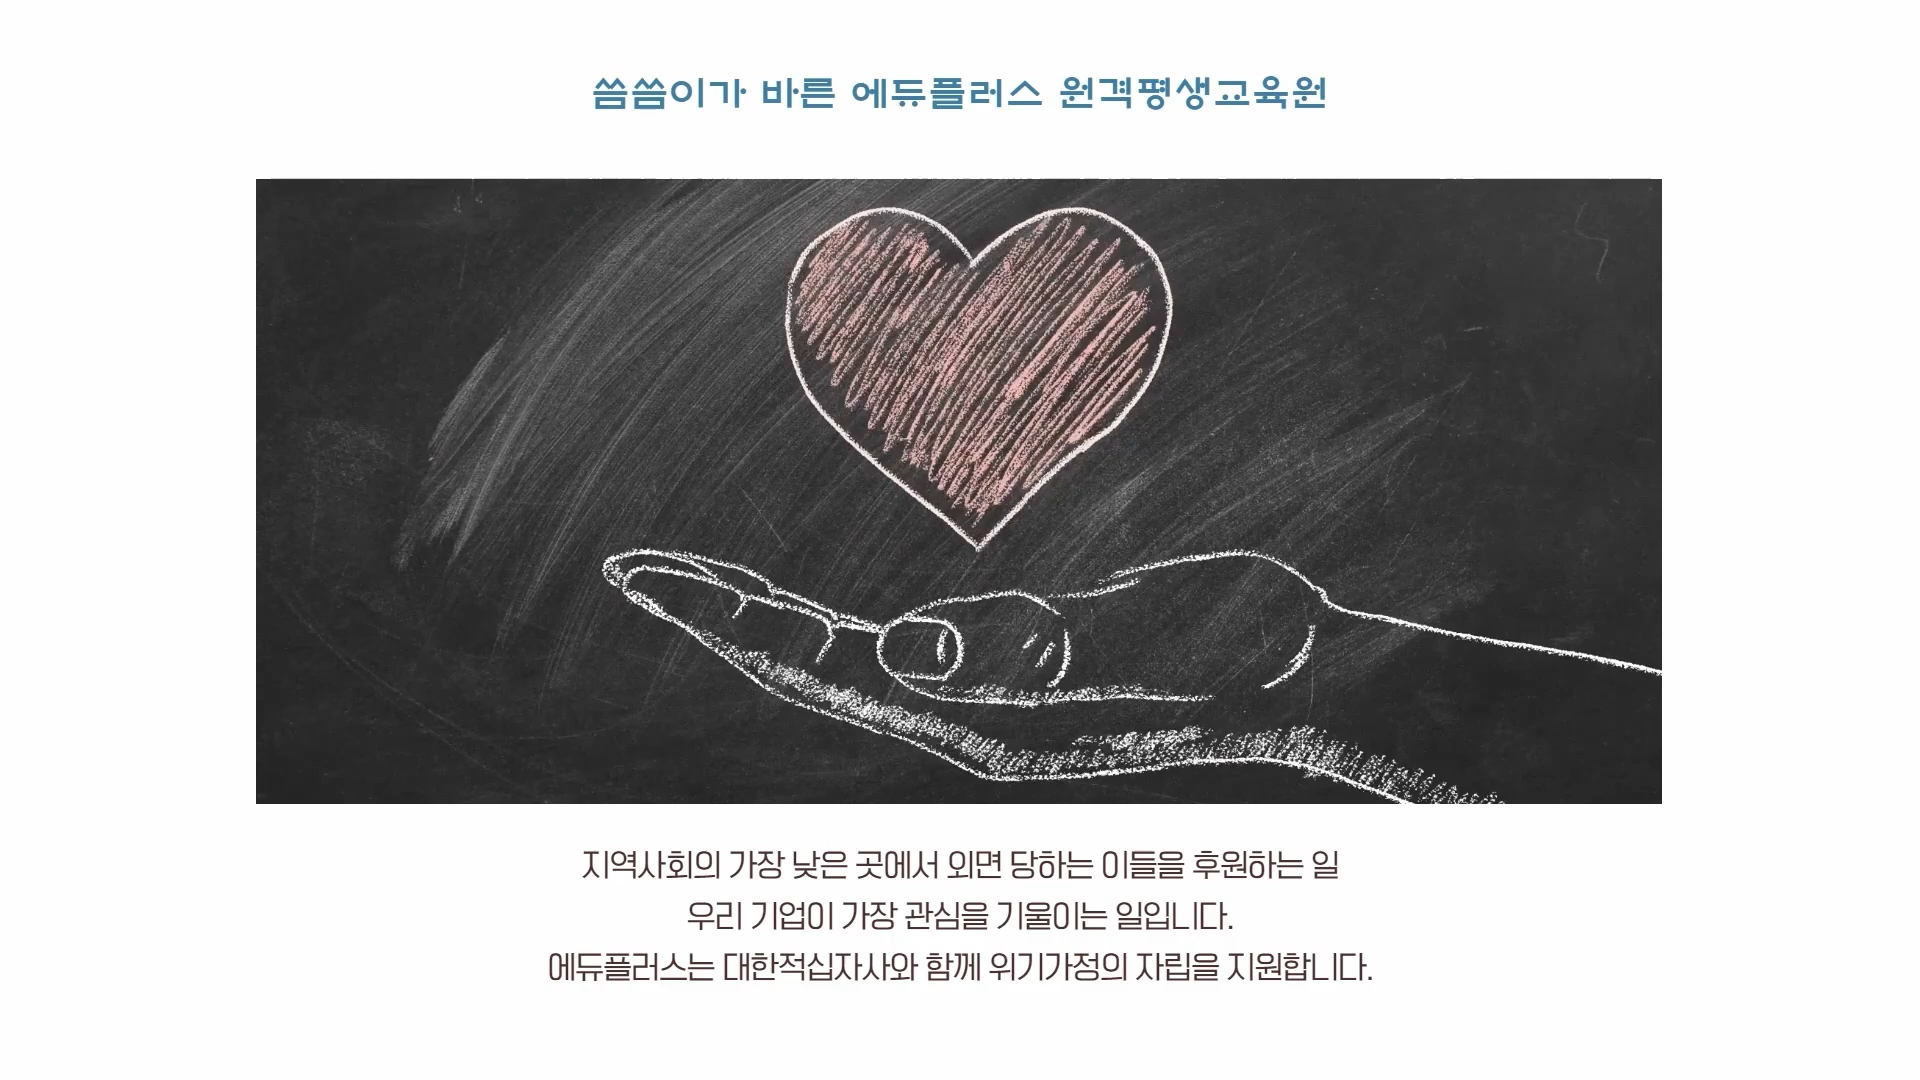 씀씀이가 바른 에듀플러스 원격평생교육원
지역사회의 가장 낮은 곳에서 외면 당하는 이들을 후원하는 일
우리 기업이 가장 관심을 기울이는 일입니다.
에듀플러스는 대한적십자사와 함께 위기가정의 자립을 지원합니다.